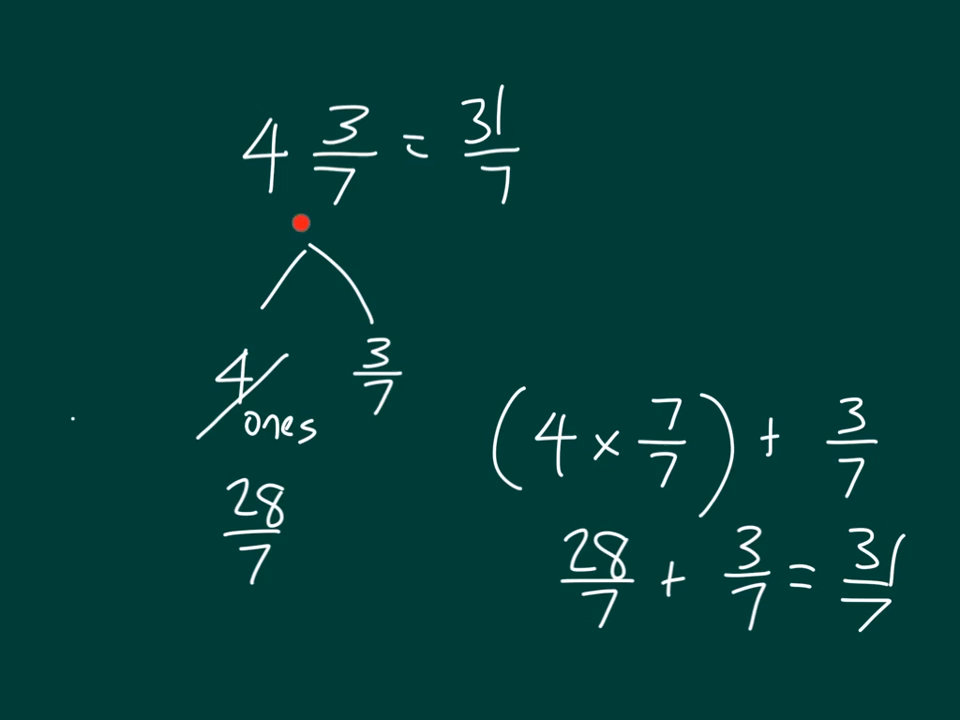 4 3/7 = 31/7
4 ones 3/7
28/7
(4 × 7/7) + 3/7
28/7 + 3/7 = 31/7